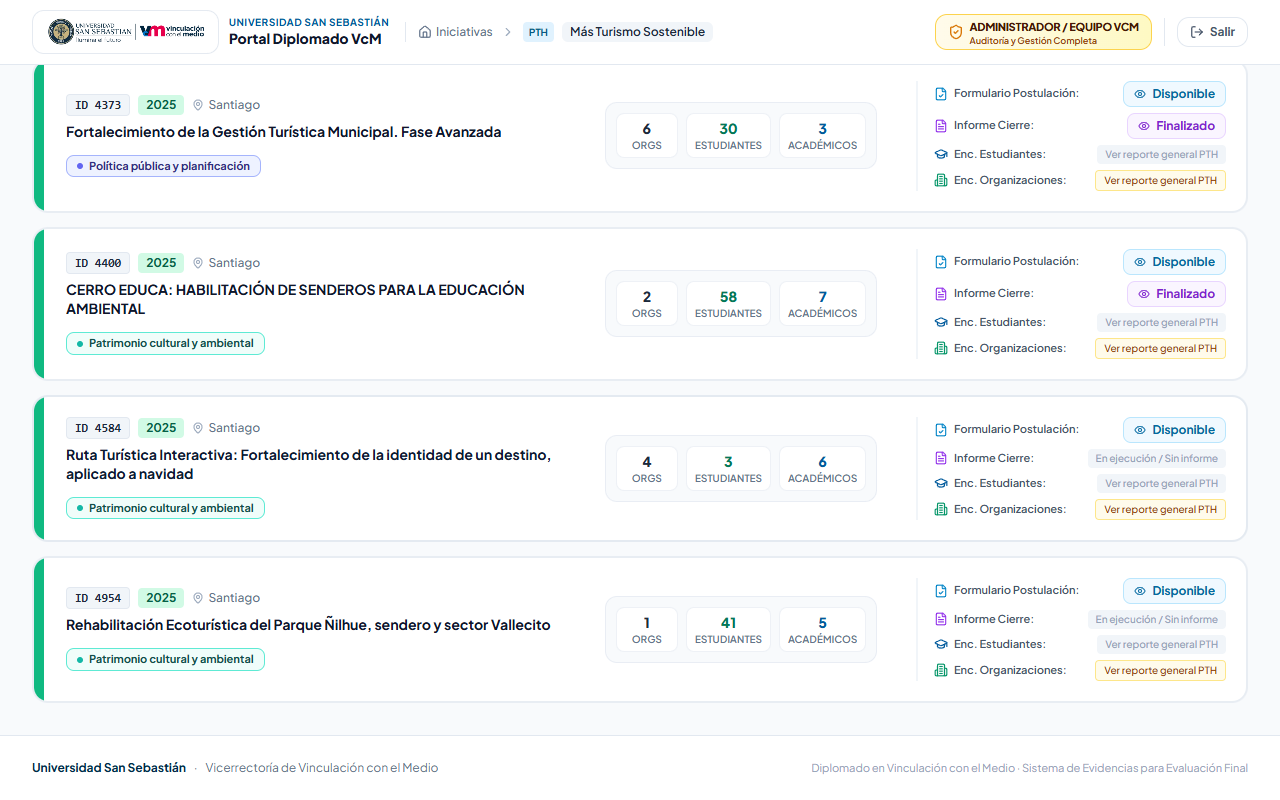 UNIVERSIDAD
SAN SEBASTIAN
vm vinculación
con el medio
UNIVERSIDAD SAN SEBASTIÁN
Portal Diplomado VcM
Iniciativas
PTH
Más Turismo Sostenible
ADMINISTRADOR / EQUIPO VCM
Auditoría y Gestión Completa
Salir
ID 4373 2025 Santiago
Fortalecimiento de la Gestión Turística Municipal. Fase Avanzada
Política pública y planificación
6 30 3
ORGS ESTUDIANTES ACADÉMICOS
Formulario Postulación: Disponible
Informe Cierre: Finalizado
Enc. Estudiantes: Ver reporte general PTH
Enc. Organizaciones: Ver reporte general PTH
ID 4400 2025 Santiago
CERRO EDUCA: HABILITACIÓN DE SENDEROS PARA LA EDUCACIÓN
AMBIENTAL
Patrimonio cultural y ambiental
2 58 7
ORGS ESTUDIANTES ACADÉMICOS
Formulario Postulación: Disponible
Informe Cierre: Finalizado
Enc. Estudiantes: Ver reporte general PTH
Enc. Organizaciones: Ver reporte general PTH
ID 4584 2025 Santiago
Ruta Turística Interactiva: Fortalecimiento de la identidad de un destino,
aplicado a navidad
Patrimonio cultural y ambiental
4 3 6
ORGS ESTUDIANTES ACADÉMICOS
Formulario Postulación: Disponible
Informe Cierre: En ejecución / Sin informe
Enc. Estudiantes: Ver reporte general PTH
Enc. Organizaciones: Ver reporte general PTH
ID 4954 2025 Santiago
Rehabilitación Ecoturística del Parque Ñilhue, sendero y sector Vallecito
Patrimonio cultural y ambiental
1 41 5
ORGS ESTUDIANTES ACADÉMICOS
Formulario Postulación: Disponible
Informe Cierre: En ejecución / Sin informe
Enc. Estudiantes: Ver reporte general PTH
Enc. Organizaciones: Ver reporte general PTH
Universidad San Sebastián · Vicerrectoría de Vinculación con el Medio
Diplomado en Vinculación con el Medio · Sistema de Evidencias para Evaluación Final